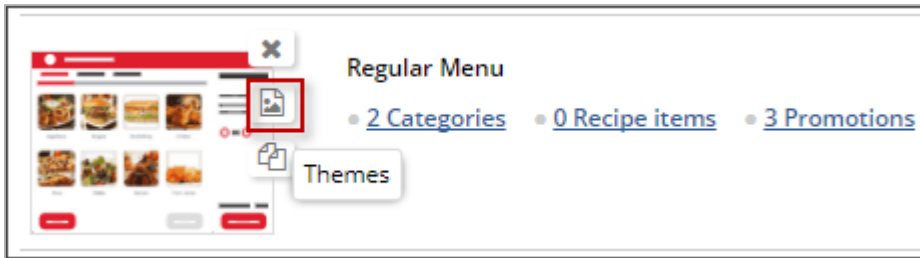 Regular Menu
2 Categories
0 Recipe items
3 Promotions
Themes